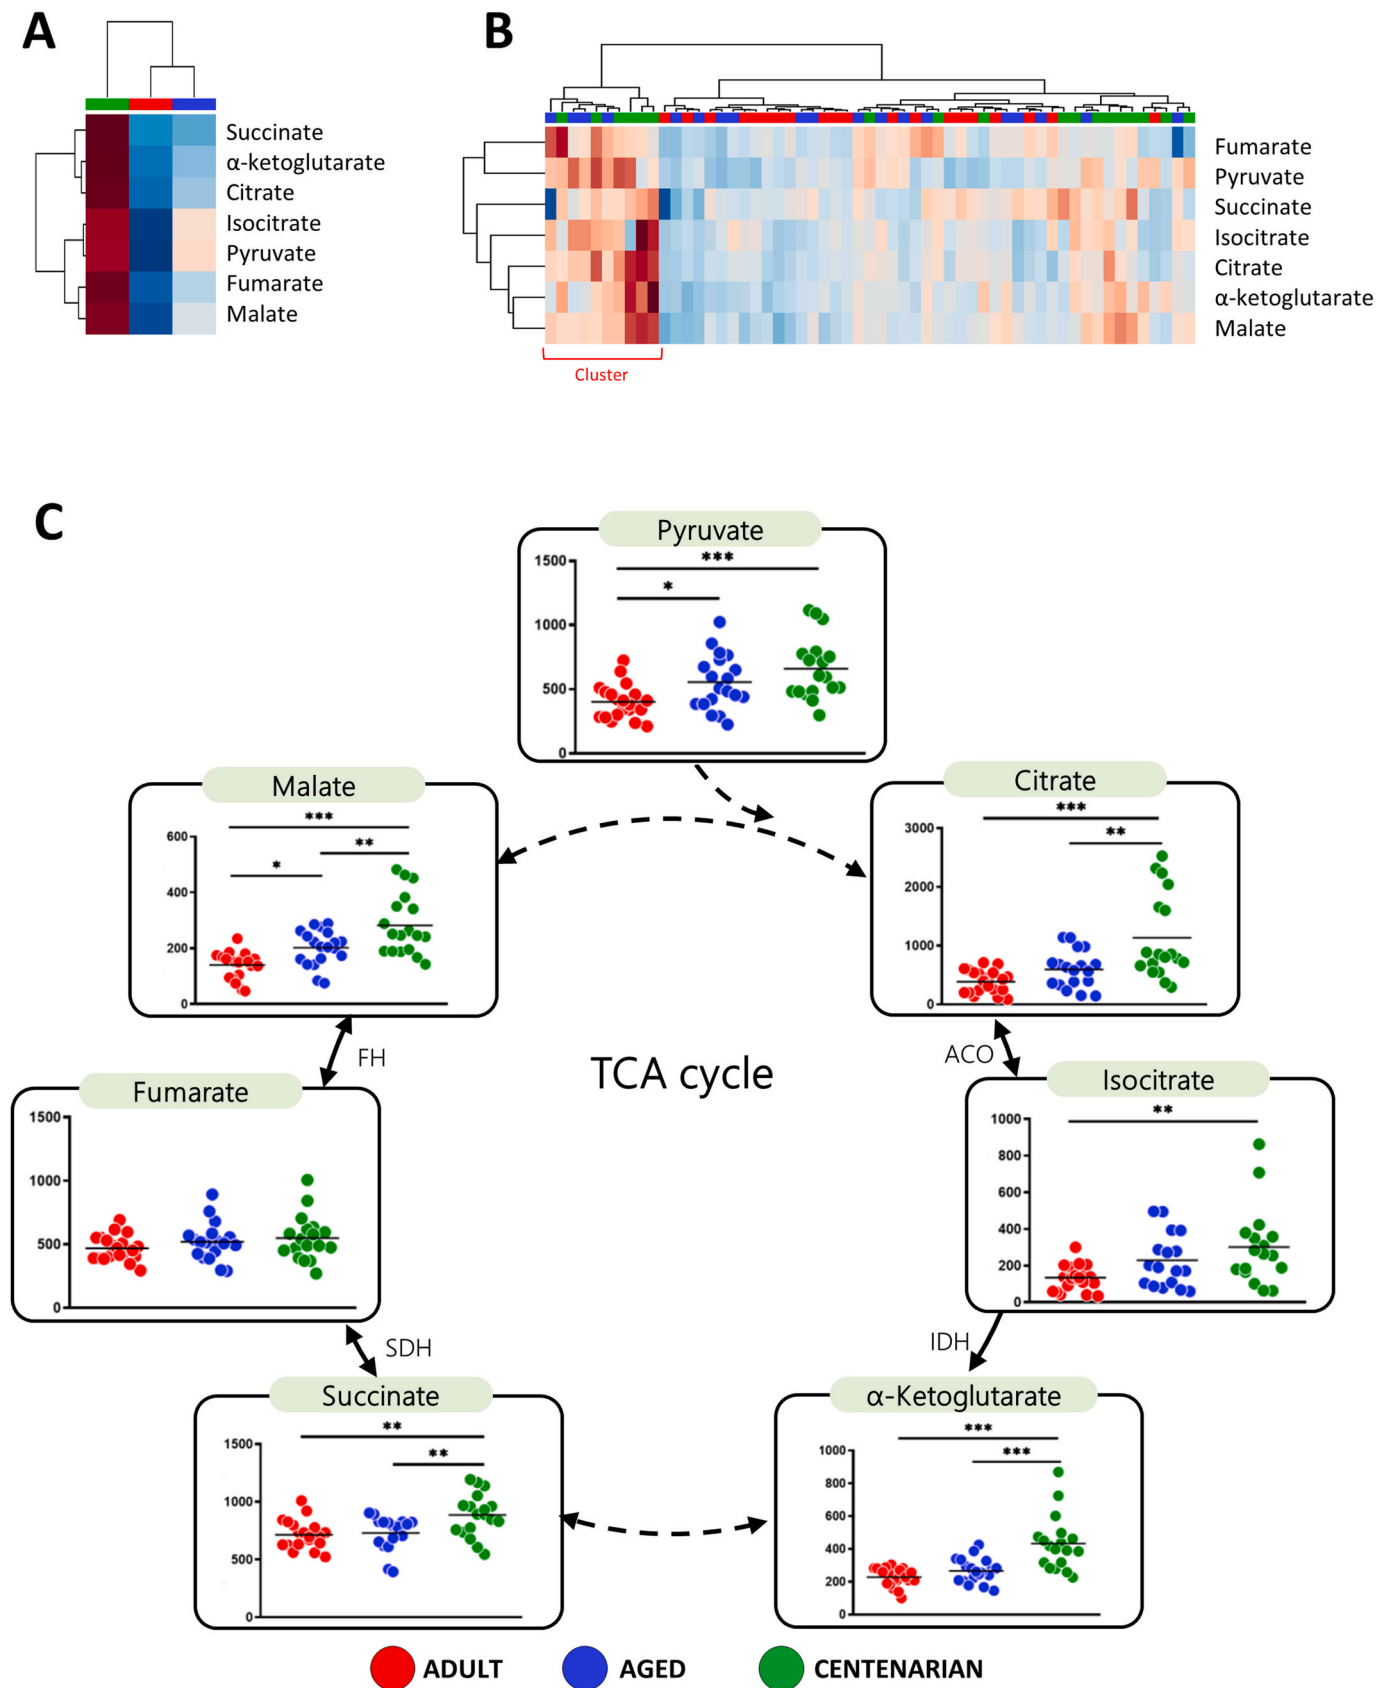 A
B
Succinate
α-ketoglutarate
Citrate
Isocitrate
Pyruvate
Fumarate
Malate
Fumarate
Pyruvate
Succinate
Isocitrate
Citrate
α-ketoglutarate
Malate
Cluster
C
Pyruvate
1500
1000
500
0
***
*
Malate
600
400
200
0
***
**
*
Citrate
3000
2000
1000
0
***
**
FH
TCA cycle
ACO
Fumarate
1500
1000
500
0
Isocitrate
1000
800
600
400
200
0
**
SDH
IDH
Succinate
1500
1000
500
0
**
**
α-Ketoglutarate
1000
800
600
400
200
0
***
***
ADULT AGED CENTENARIAN